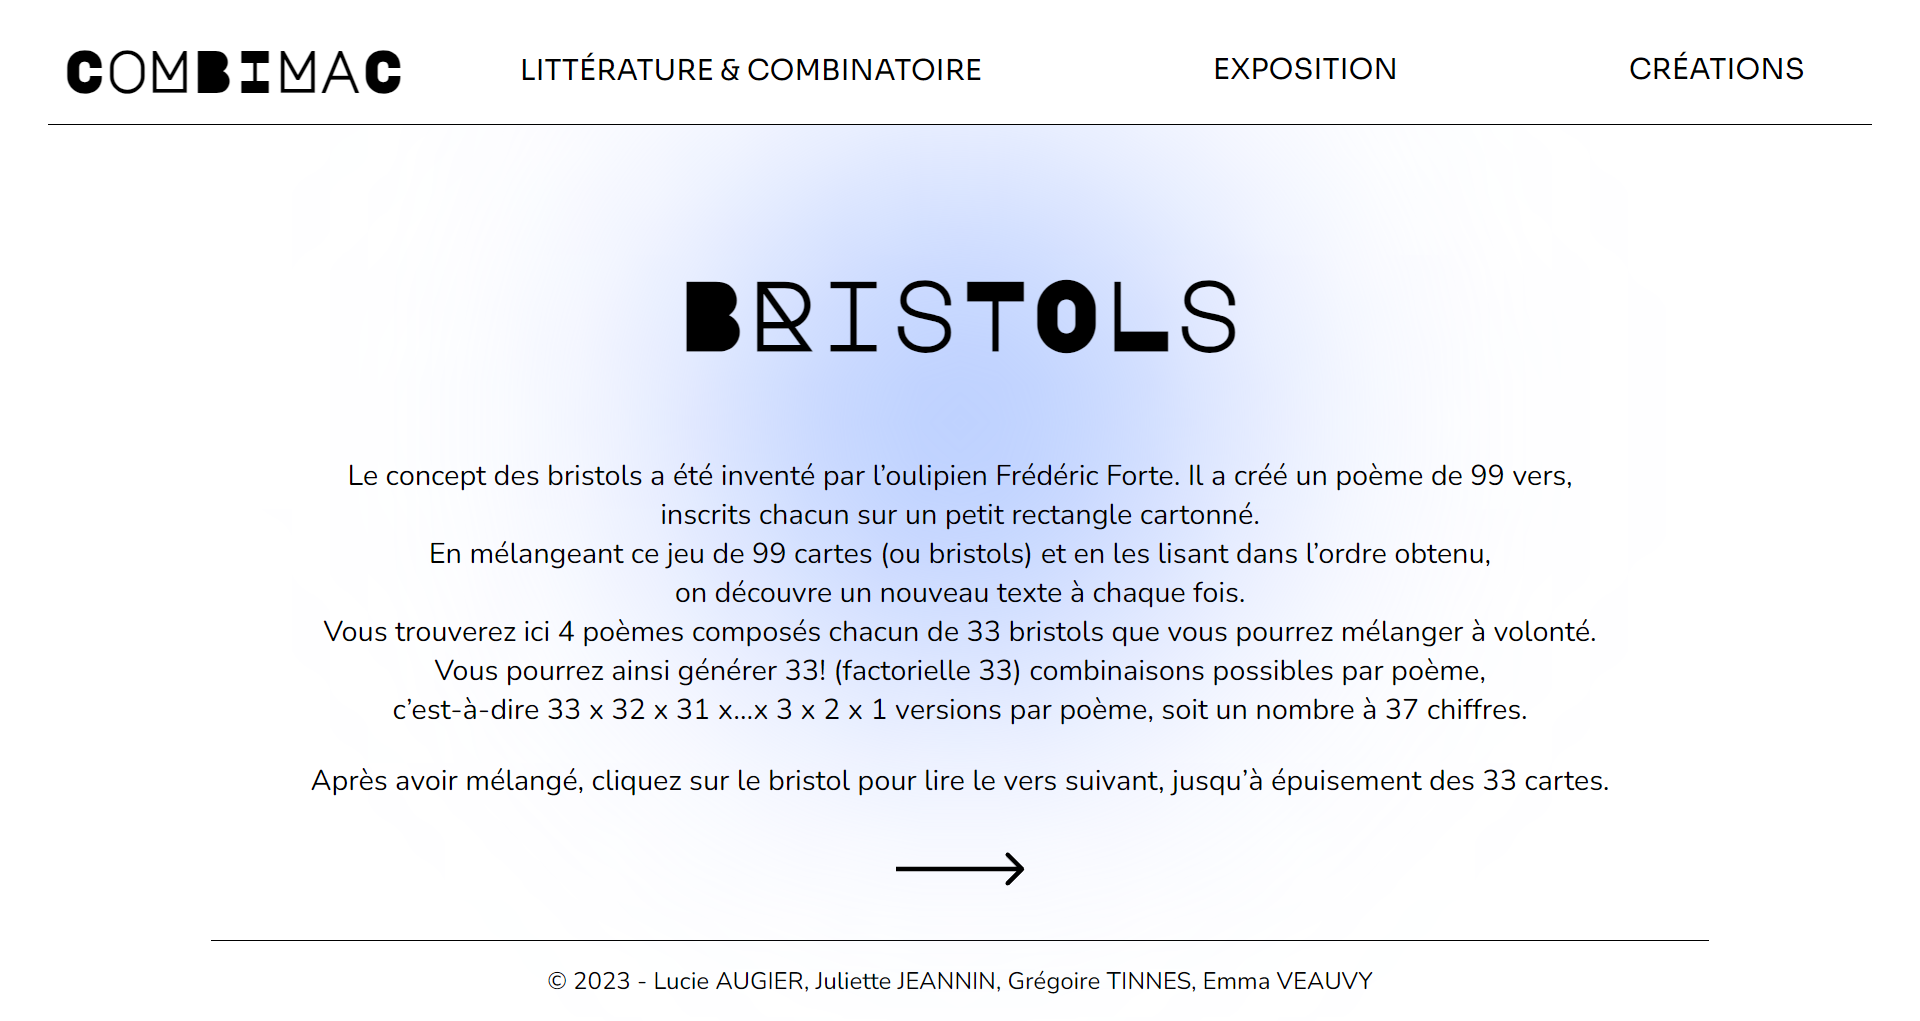 COMBIMAC
LITTÉRATURE & COMBINATOIRE
EXPOSITION
CRÉATIONS
BRISTOLS
Le concept des bristols a été inventé par l’oulipien Frédéric Forte. Il a créé un poème de 99 vers,
inscrits chacun sur un petit rectangle cartonné.
En mélangeant ce jeu de 99 cartes (ou bristols) et en les lisant dans l’ordre obtenu,
on découvre un nouveau texte à chaque fois.
Vous trouverez ici 4 poèmes composés chacun de 33 bristols que vous pourrez mélanger à volonté.
Vous pourrez ainsi générer 33! (factorielle 33) combinaisons possibles par poème,
c’est-à-dire 33 x 32 x 31 x...x 3 x 2 x 1 versions par poème, soit un nombre à 37 chiffres.
Après avoir mélangé, cliquez sur le bristol pour lire le vers suivant, jusqu’à épuisement des 33 cartes.
© 2023 - Lucie AUGIER, Juliette JEANNIN, Grégoire TINNES, Emma VEAUVY